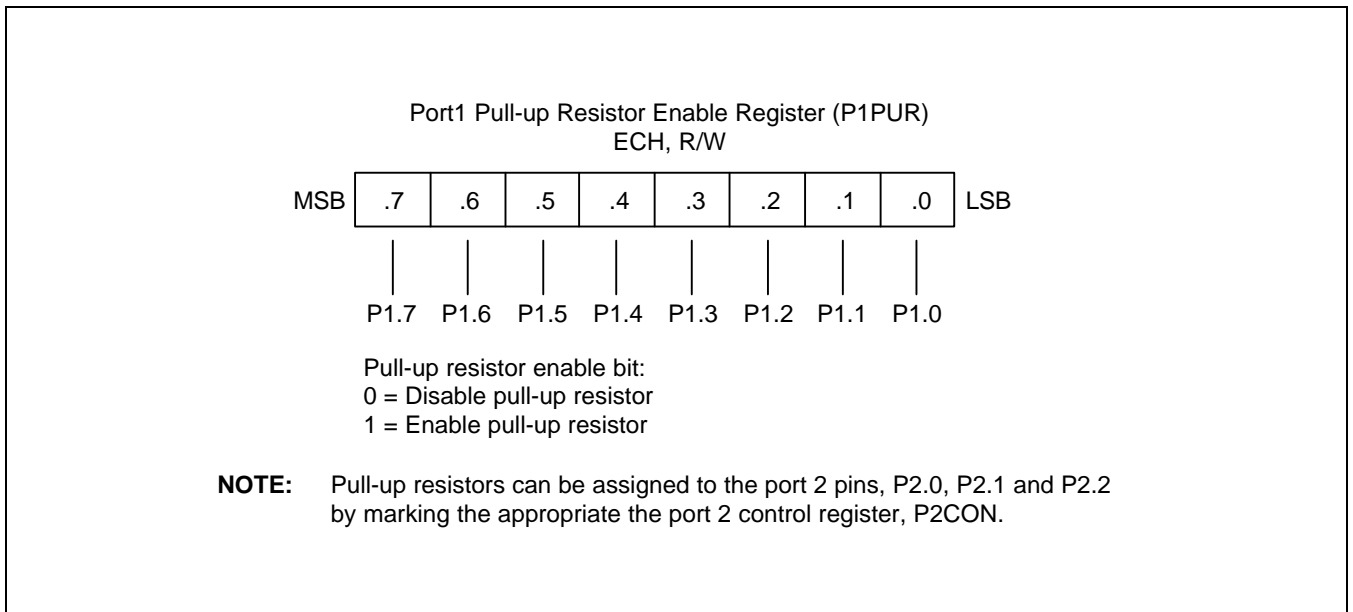 Port1 Pull-up Resistor Enable Register (P1PUR)
ECH, R/W
MSB .7 .6 .5 .4 .3 .2 .1 .0 LSB
P1.7 P1.6 P1.5 P1.4 P1.3 P1.2 P1.1 P1.0
Pull-up resistor enable bit:
0 = Disable pull-up resistor
1 = Enable pull-up resistor
NOTE: Pull-up resistors can be assigned to the port 2 pins, P2.0, P2.1 and P2.2
by marking the appropriate the port 2 control register, P2CON.